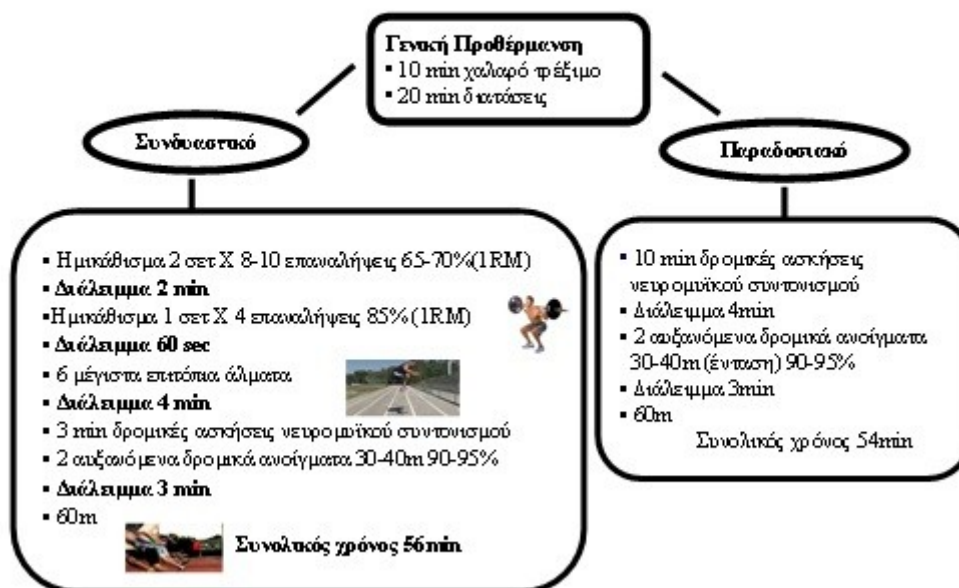 Γενική Προθέρμανση
▪ 10 min χαλαρό τρέξιμο
▪ 20 min διατάσεις
Συνδυαστικό
▪ Ημικάθισμα 2 σετ Χ 8-10 επαναλήψεις 65-70%(1RM)
▪ Διάλειμμα 2 min
▪Ημικάθισμα 1 σετ Χ 4 επαναλήψεις 85% (1RM)
▪ Διάλειμμα 60 sec
▪ 6 μέγιστα επιτόπια άλματα
▪ Διάλειμμα 4 min
▪ 3 min δρομικές ασκήσεις νευρομυϊκού συντονισμού
▪ 2 αυξανόμενα δρομικά ανοίγματα 30-40m 90-95%
▪ Διάλειμμα 3 min
▪ 60m
Συνολικός χρόνος 56min
Παραδοσιακό
▪ 10 min δρομικές ασκήσεις
νευρομυϊκού συντονισμού
▪ Διάλειμμα 4min
▪ 2 αυξανόμενα δρομικά ανοίγματα
30-40m (ένταση) 90-95%
▪ Διάλειμμα 3min
▪ 60m
Συνολικός χρόνος 54min